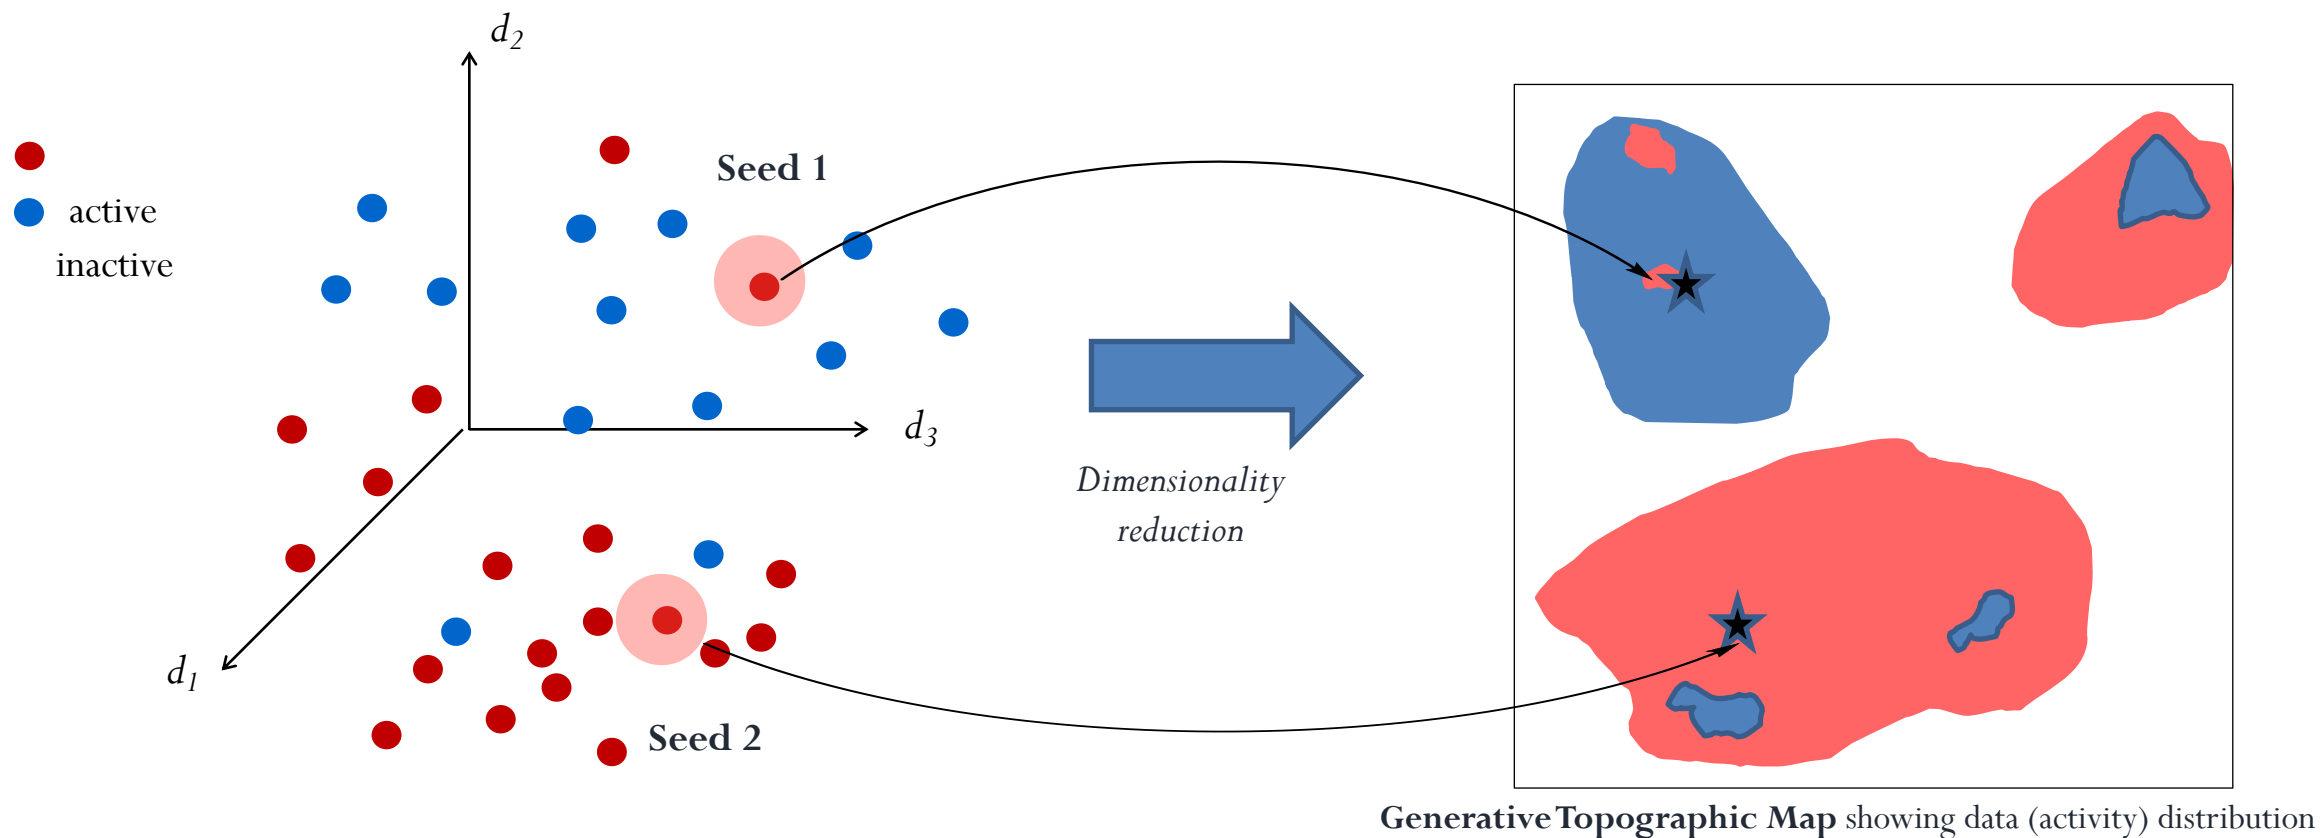 d2
Seed 1
active
inactive
d3
Dimensionality
reduction
d1
Seed 2
Generative Topographic Map showing data (activity) distribution